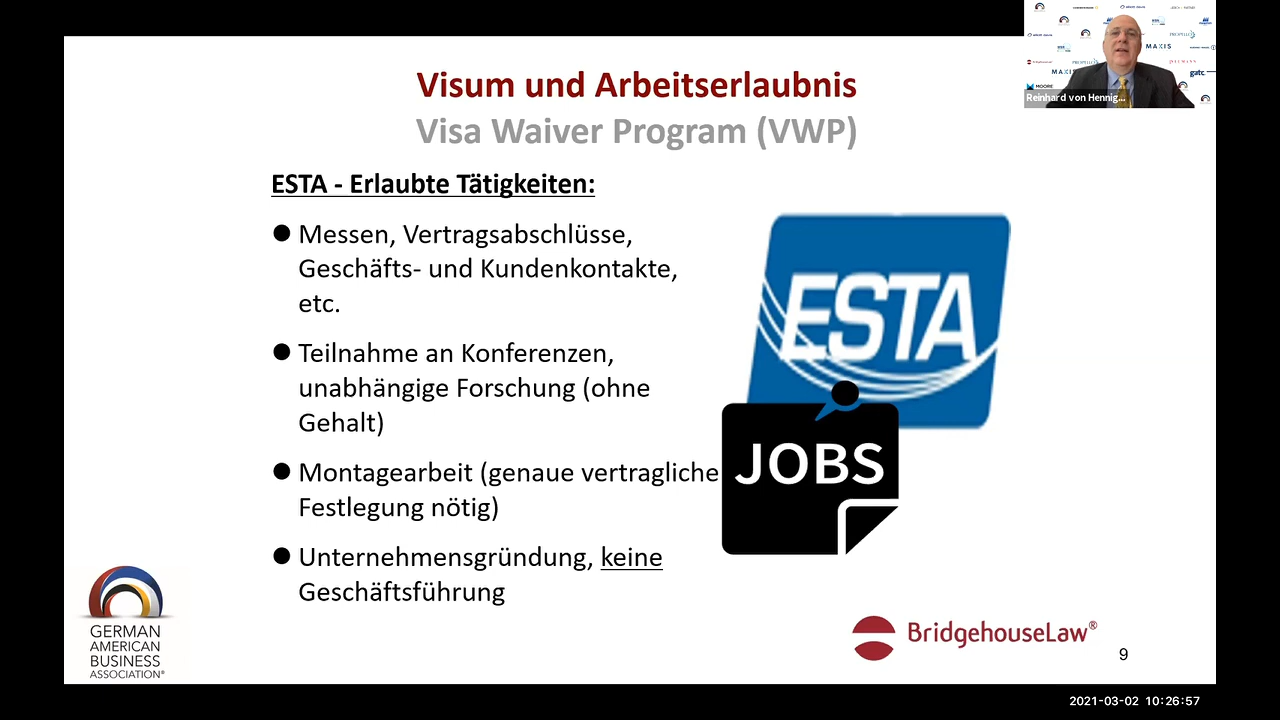 Visum und Arbeitserlaubnis
Visa Waiver Program (VWP)
ESTA - Erlaubte Tätigkeiten:
● Messen, Vertragsabschlüsse,
Geschäfts- und Kundenkontakte,
etc.
● Teilnahme an Konferenzen,
unabhängige Forschung (ohne
Gehalt)
● Montagearbeit (genaue vertragliche
Festlegung nötig)
● Unternehmensgründung, keine
Geschäftsführung
ESTA
JOBS
GERMAN
AMERICAN
BUSINESS
ASSOCIATION®
BridgehouseLaw®
9
MAXIS
gatc
MOORE
Reinhard von Hennig...
2021-03-02 10:26:57